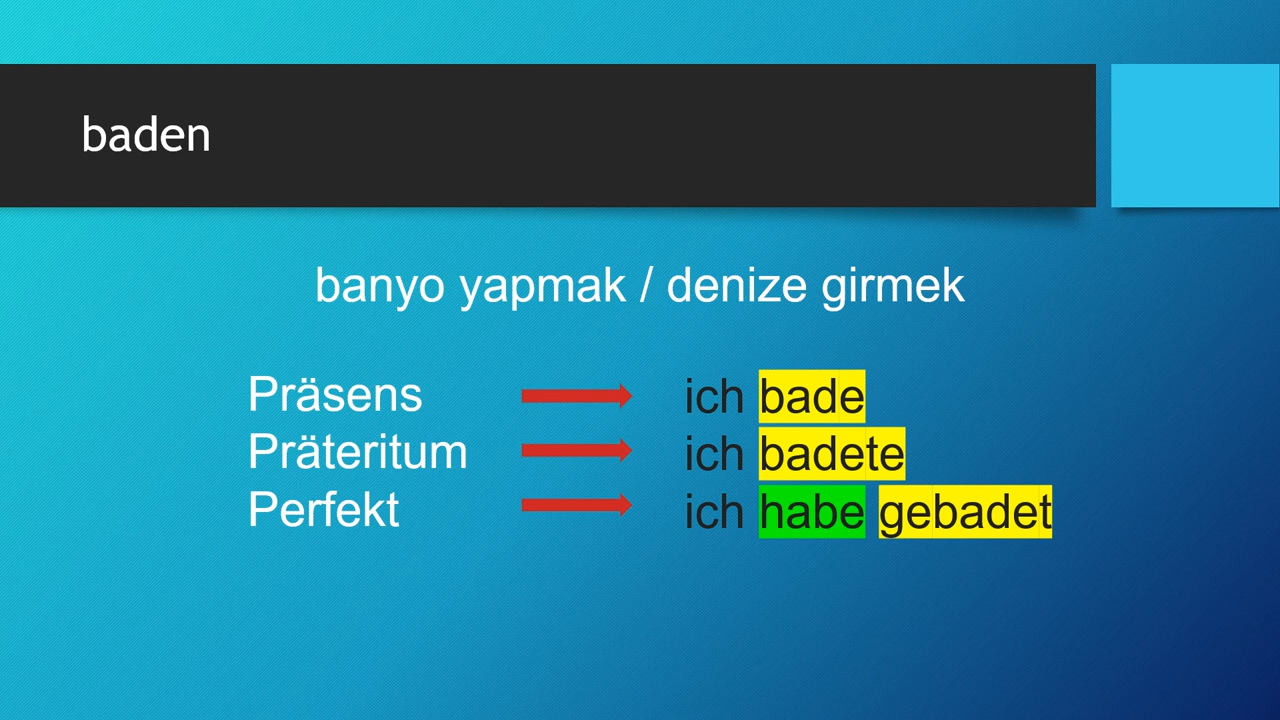 baden
banyo yapmak / denize girmek
Präsens ich bade
Präteritum ich badete
Perfekt ich habe gebadet